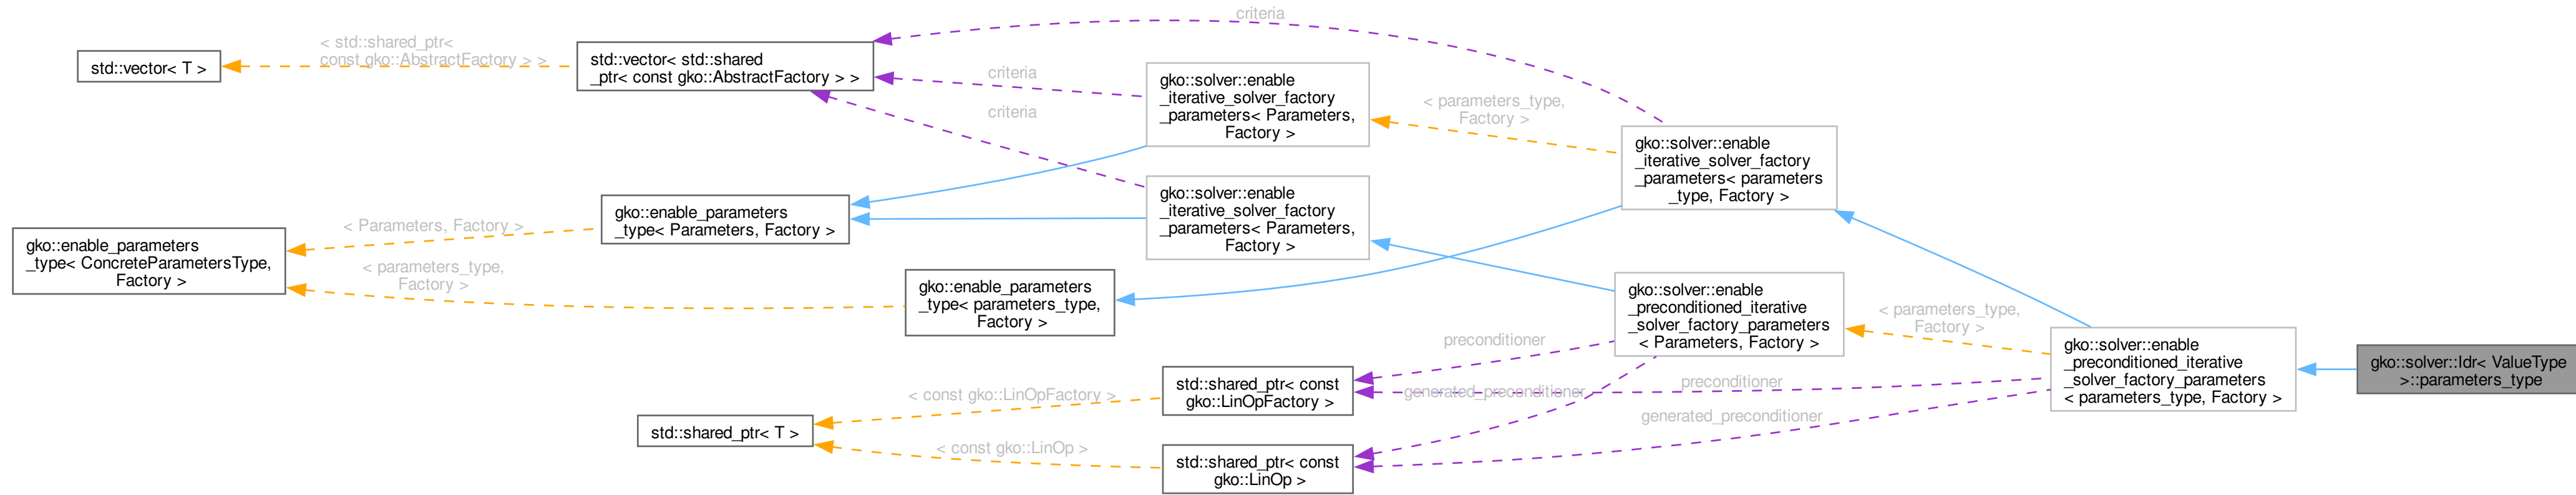 criteria
< std::shared_ptr<
const gko::AbstractFactory > >
std::vector< T >
std::vector< std::shared
_ptr< const gko::AbstractFactory > >
criteria
criteria
gko::solver::enable
_iterative_solver_factory
_parameters< Parameters,
Factory >
< parameters_type,
Factory >
gko::solver::enable
_iterative_solver_factory
_parameters< parameters
_type, Factory >
gko::solver::enable
_iterative_solver_factory
_parameters< Parameters,
Factory >
gko::enable_parameters
_type< Parameters, Factory >
< Parameters, Factory >
gko::enable_parameters
_type< ConcreteParametersType,
Factory >
< parameters_type,
Factory >
gko::enable_parameters
_type< parameters_type,
Factory >
gko::solver::enable
_preconditioned_iterative
_solver_factory_parameters
< Parameters, Factory >
< parameters_type,
Factory >
gko::solver::enable
_preconditioned_iterative
_solver_factory_parameters
< parameters_type, Factory >
gko::solver::Idr< ValueType
>::parameters_type
preconditioner
preconditioner
generated_preconditioner
generated_preconditioner
std::shared_ptr< const
gko::LinOpFactory >
< const gko::LinOpFactory >
std::shared_ptr< T >
< const gko::LinOp >
std::shared_ptr< const
gko::LinOp >